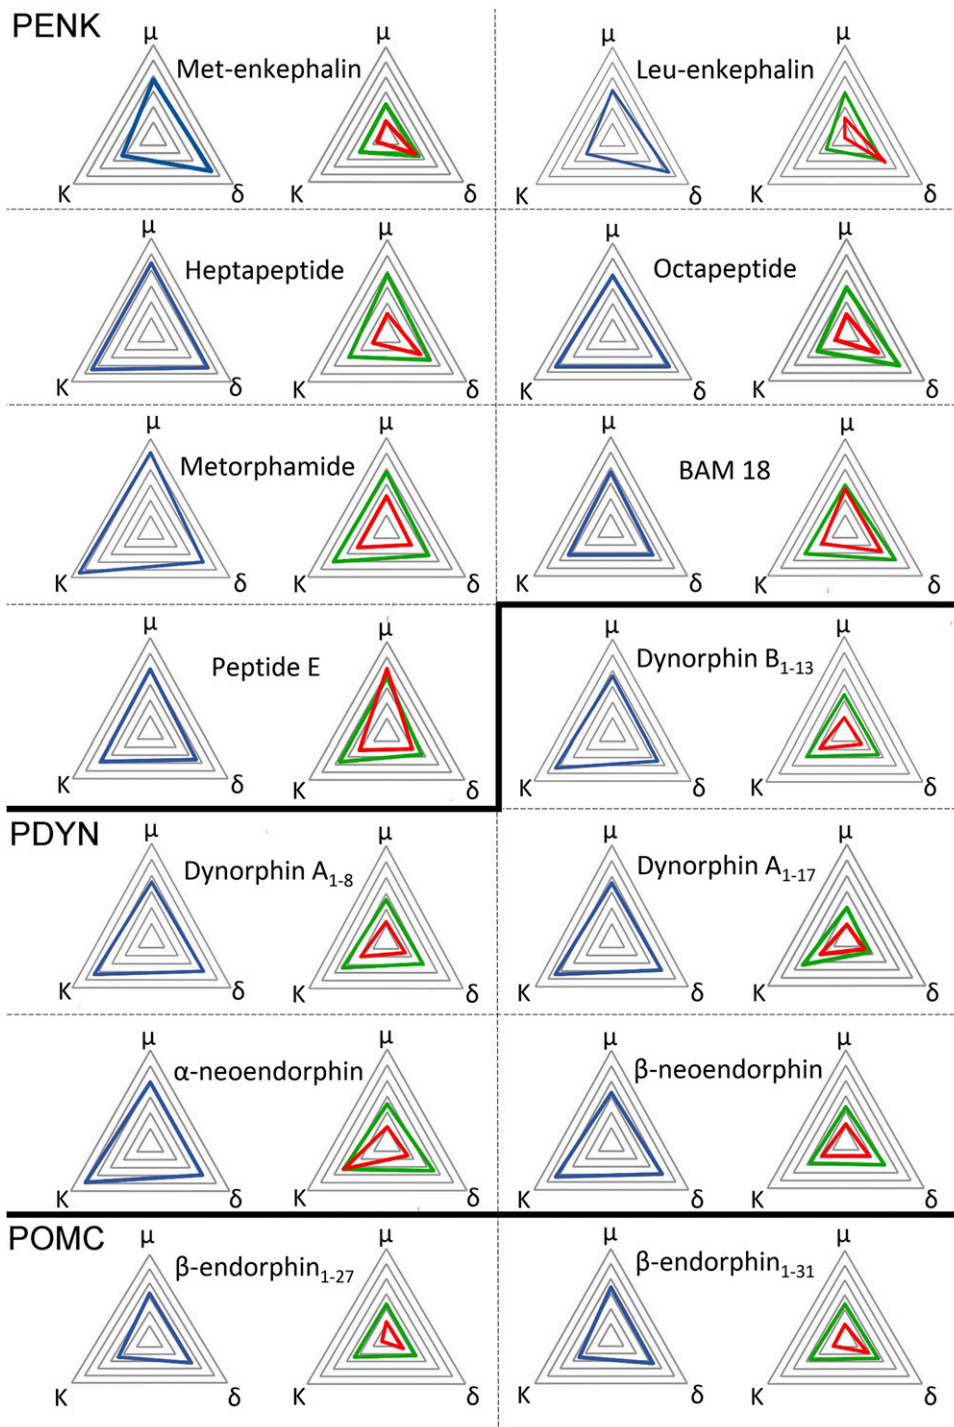 PENK
μ μ μ μ
Met-enkephalin Leu-enkephalin
K δ K δ K δ K δ
μ μ μ μ
Heptapeptide Octapeptide
K δ K δ K δ K δ
μ μ μ μ
Metorphamide BAM 18
K δ K δ K δ K δ
μ μ μ μ
Peptide E Dynorphin B1-13
K δ K δ K δ K δ
PDYN
μ μ μ μ
Dynorphin A1-8 Dynorphin A1-17
K δ K δ K δ K δ
μ μ μ μ
α-neoendorphin β-neoendorphin
K δ K δ K δ K δ
POMC
μ μ μ μ
β-endorphin1-27 β-endorphin1-31
K δ K δ K δ K δ